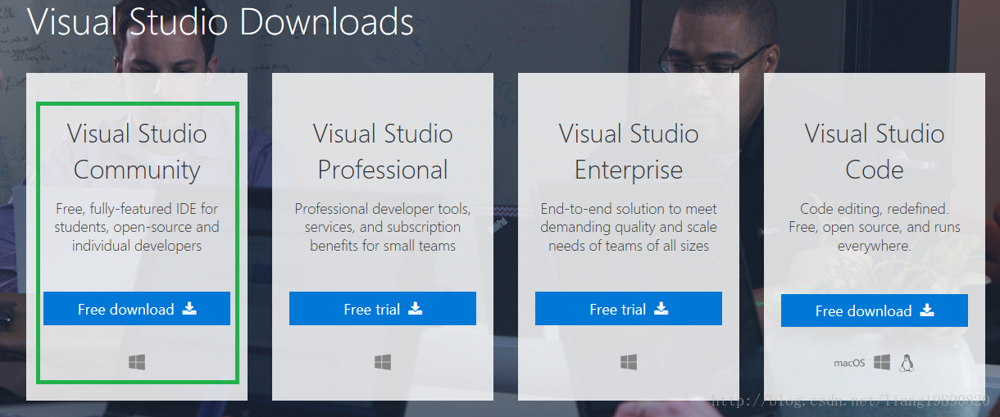 Visual Studio Downloads
Visual Studio
Community
Free, fully-featured IDE for
students, open-source and
individual developers
Free download
Visual Studio
Professional
Professional developer tools,
services, and subscription
benefits for small teams
Free trial
Visual Studio
Enterprise
End-to-end solution to meet
demanding quality and scale
needs of teams of all sizes
Free trial
Visual Studio
Code
Code editing, redefined.
Free, open source, and runs
everywhere.
Free download
macOS
http://blog.csdn.net/liang19890820